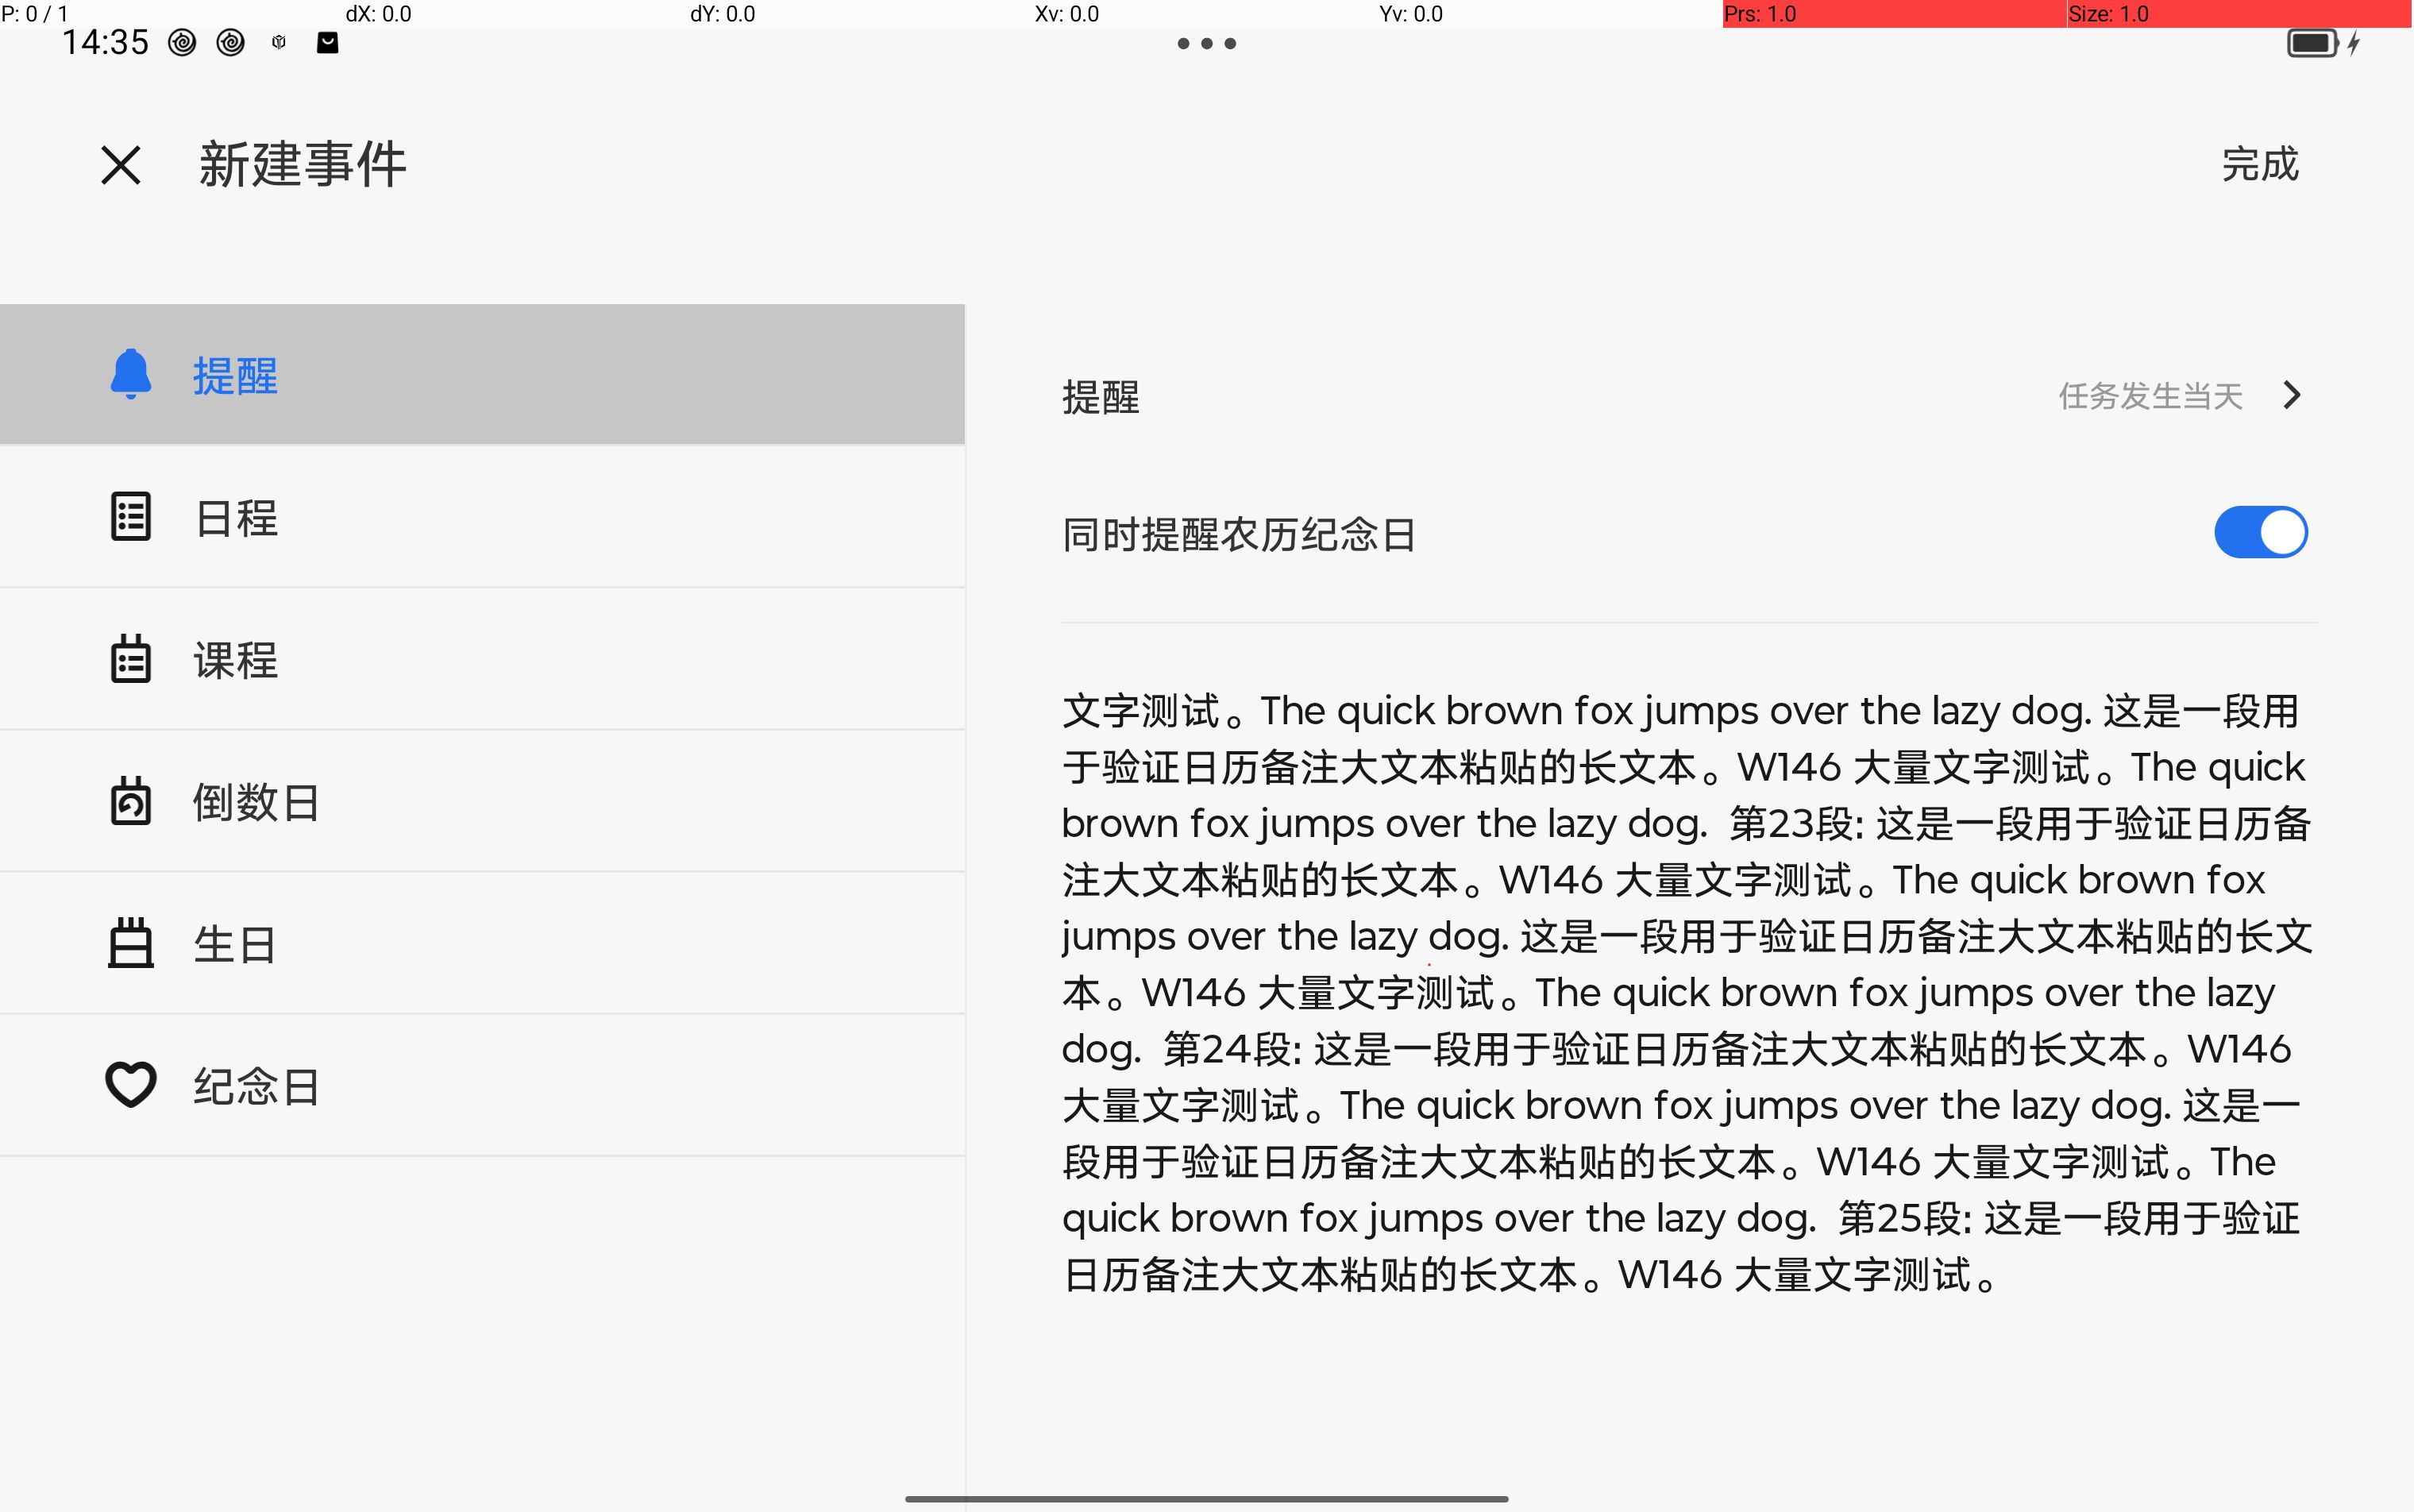 P: 0 / 1 dX: 0.0 dY: 0.0 Xv: 0.0 Yv: 0.0 Prs: 1.0 Size: 1.0
14:35
新建事件 完成
提醒
日程
课程
倒数日
生日
纪念日
提醒 任务发生当天
同时提醒农历纪念日
文字测试。The quick brown fox jumps over the lazy dog. 这是一段用
于验证日历备注大文本粘贴的长文本。W146 大量文字测试。The quick
brown fox jumps over the lazy dog. 第23段: 这是一段用于验证日历备
注大文本粘贴的长文本。W146 大量文字测试。The quick brown fox
jumps over the lazy dog. 这是一段用于验证日历备注大文本粘贴的长文
本。W146 大量文字测试。The quick brown fox jumps over the lazy
dog. 第24段: 这是一段用于验证日历备注大文本粘贴的长文本。W146
大量文字测试。The quick brown fox jumps over the lazy dog. 这是一
段用于验证日历备注大文本粘贴的长文本。W146 大量文字测试。The
quick brown fox jumps over the lazy dog. 第25段: 这是一段用于验证
日历备注大文本粘贴的长文本。W146 大量文字测试。